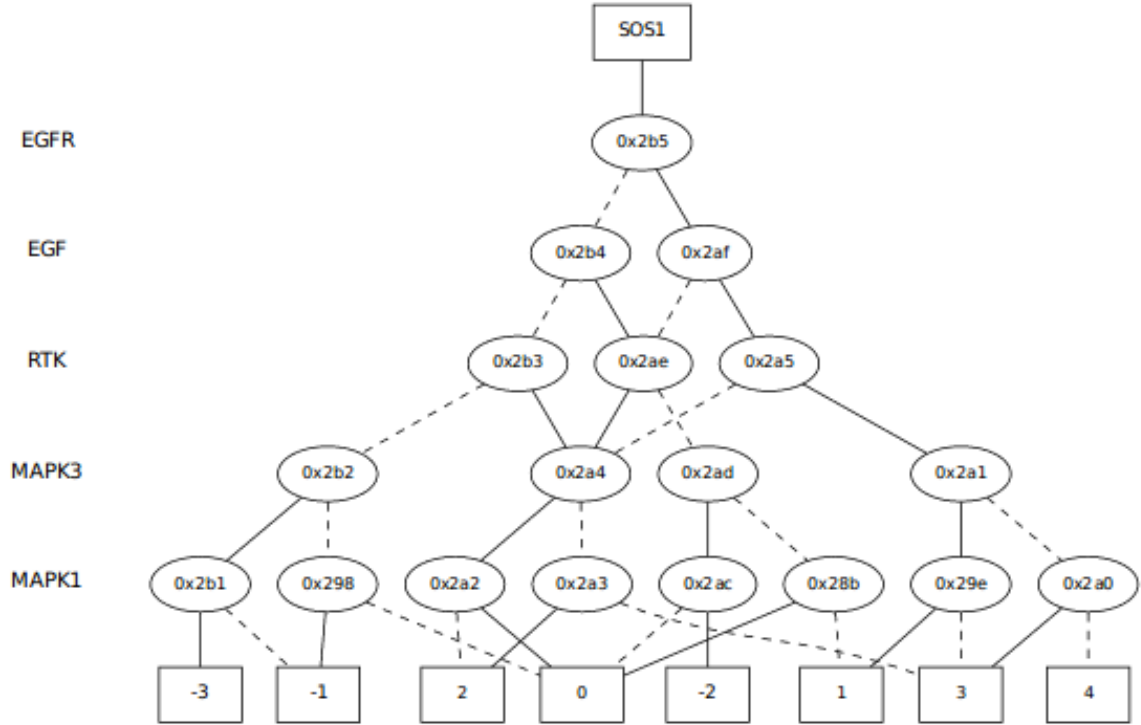 SOS1
EGFR 0x2b5
EGF 0x2b4 0x2af
RTK 0x2b3 0x2ae 0x2a5
MAPK3 0x2b2 0x2a4 0x2ad 0x2a1
MAPK1 0x2b1 0x298 0x2a2 0x2a3 0x2ac 0x28b 0x29e 0x2a0
-3 -1 2 0 -2 1 3 4